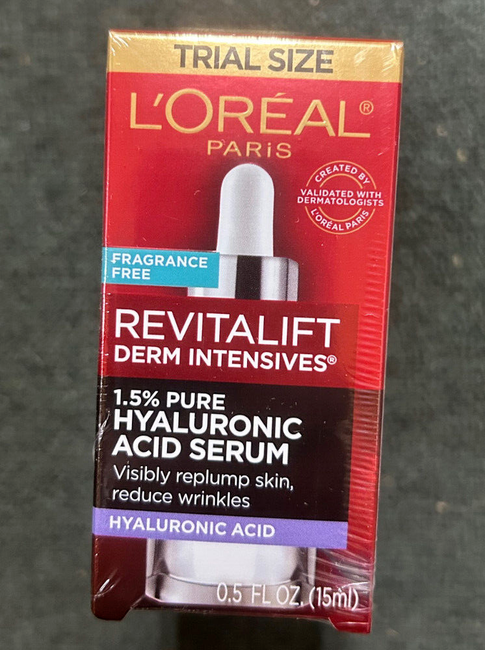 TRIAL SIZE
L'ORÉAL®
PARiS
CREATED BY
VALIDATED WITH
DERMATOLOGISTS
L'ORÉAL PARIS
FRAGRANCE
FREE
REVITALIFT
DERM INTENSIVES®
1.5% PURE
HYALURONIC
ACID SERUM
Visibly replump skin,
reduce wrinkles
HYALURONIC ACID
0.5 FL OZ. (15ml)